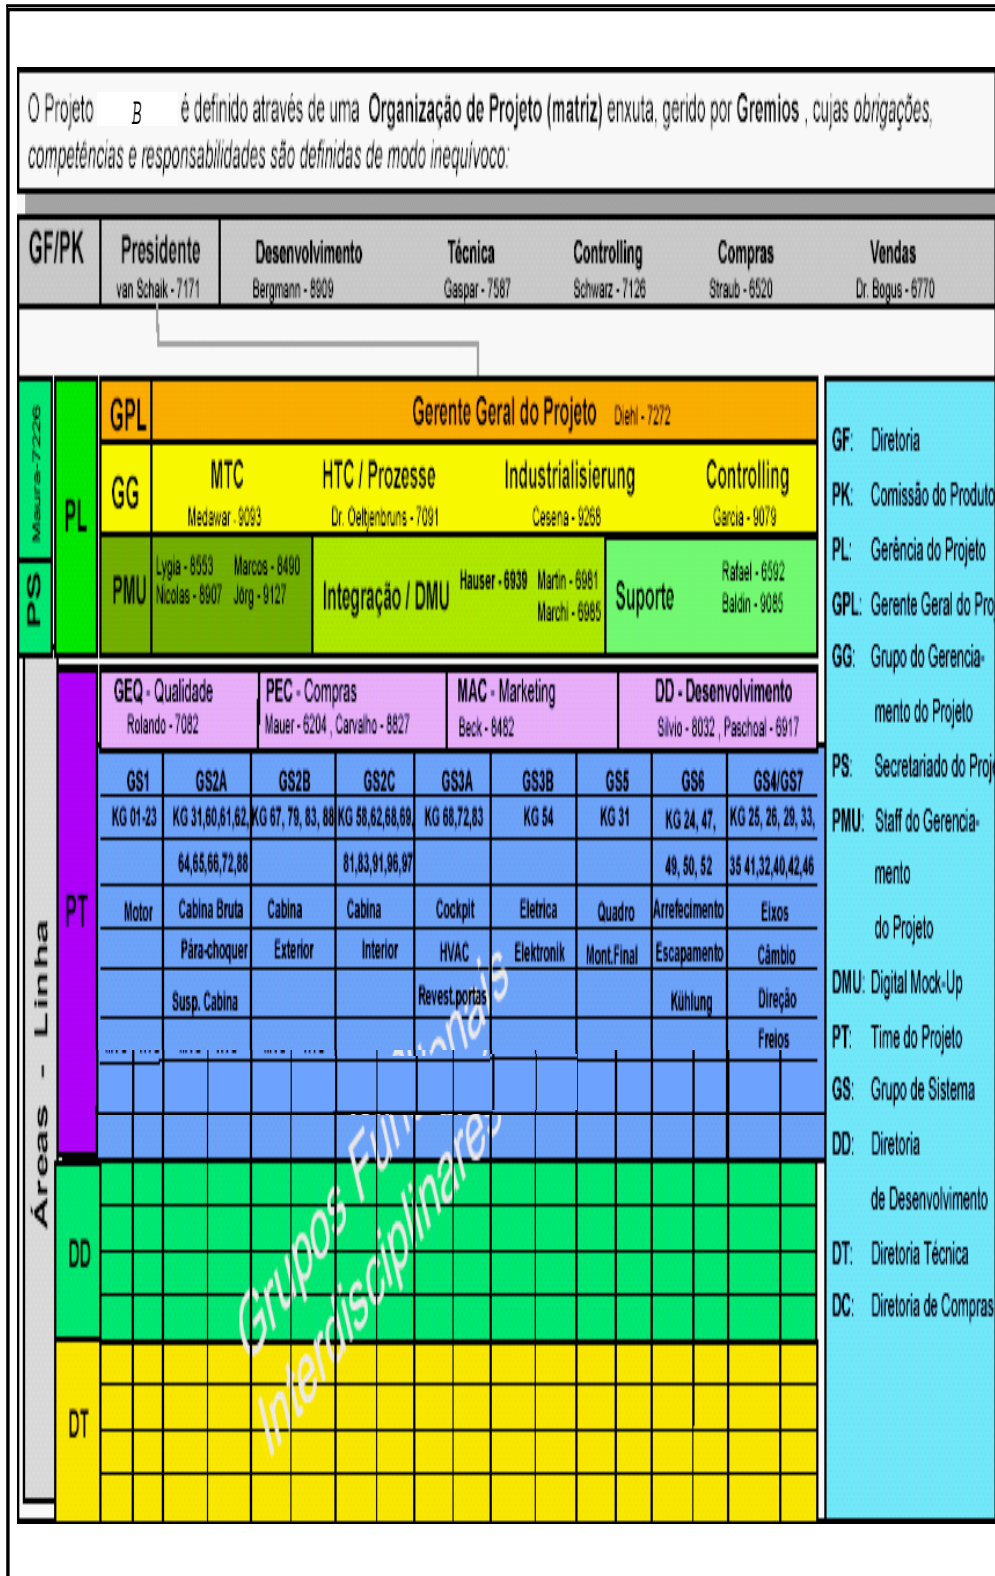 O Projeto B é definido através de uma Organização de Projeto (matriz) enxuta, gerido por Gremios , cujas obrigações,
competências e responsabilidades são definidas de modo inequívoco:
GF/PK Presidente Desenvolvimento Técnica Controlling Compras Vendas
van Schaik - 7171 Bergmann - 8909 Gaspar - 7587 Schwarz - 7126 Straub - 6520 Dr. Bogus - 6770
Maura-7226
PS
PL
GPL Gerente Geral do Projeto Diehl - 7272
GG MTC HTC / Prozesse Industrialisierung Controlling
Medawar - 9093 Dr. Oeltjenbruns - 7091 Cesena - 9268 Garcia - 9079
PMU
Lygia - 8553 Marcos - 8490
Nicolas - 8907 Jörg - 9127
Integração / DMU
Hauser - 6939 Martin - 6981
Marchi - 6985
Suporte
Rafael - 6592
Baldin - 9085
Áreas - Linha
PT
GEQ - Qualidade PEC - Compras MAC - Marketing DD - Desenvolvimento
Rolando - 7082 Mauer - 6204 , Carvalho - 8827 Beck - 8482 Silvio - 8032 , Paschoal - 6917
GS1 GS2A GS2B GS2C GS3A GS3B GS5 GS6 GS4/GS7
KG 01-23 KG 31,60,61,62, KG 67, 79, 83, 88 KG 58,62,68,69, KG 68,72,83 KG 54 KG 31 KG 24, 47, KG 25, 26, 29, 33,
64,65,66,72,88 81,83,91,96,97 49, 50, 52 35 41,32,40,42,46
Motor Cabina Bruta Cabina Cabina Cockpit Eletrica Quadro Arrefecimento Eixos
Pára-choquer Exterior Interior HVAC Elektronik Mont.Final Escapamento Câmbio
Susp. Cabina Revest.portas Kühlung Direção
Freios
Interdisciplinares
DD
DT
GF: Diretoria
PK: Comissão do Produto
PL: Gerência do Projeto
GPL: Gerente Geral do Proj
GG: Grupo do Gerencia-
mento do Projeto
PS: Secretariado do Proje
PMU: Staff do Gerencia-
mento
do Projeto
DMU: Digital Mock-Up
PT: Time do Projeto
GS: Grupo de Sistema
DD: Diretoria
de Desenvolvimento
DT: Diretoria Técnica
DC: Diretoria de Compras